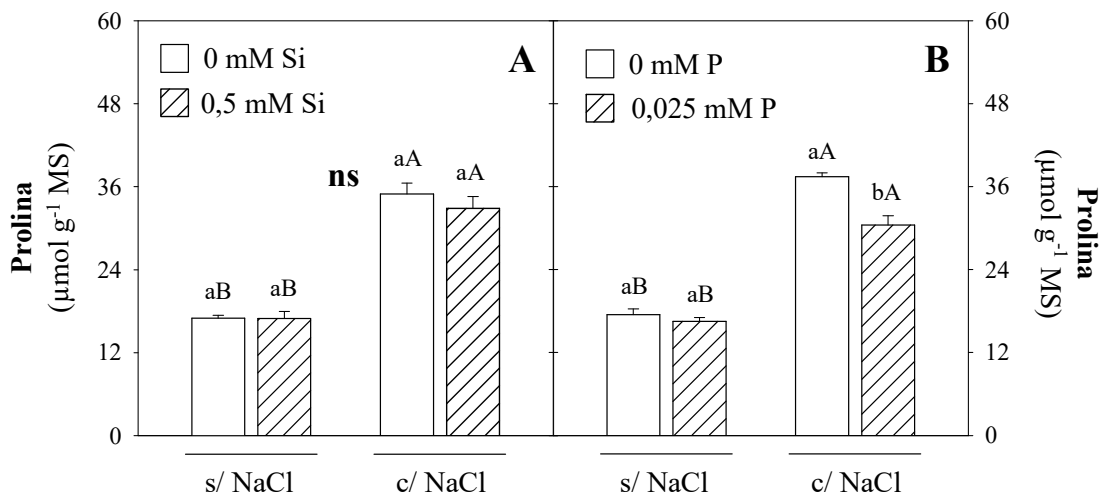 Prolina
(μmol g⁻¹ MS)
60
48
36
24
12
0
0 mM Si
0,5 mM Si
A
ns
aB
aB
aA
aA
s/ NaCl
c/ NaCl
0 mM P
0,025 mM P
B
aB
aB
aA
bA
s/ NaCl
c/ NaCl
60
48
36
24
12
0
Prolina
(μmol g⁻¹ MS)